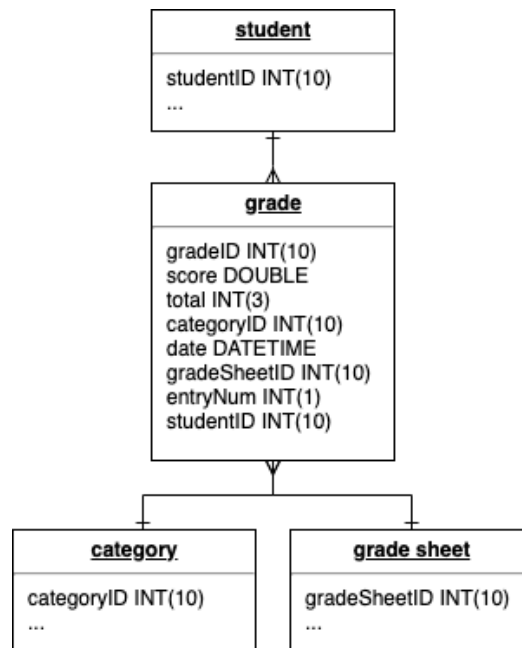 student
studentID INT(10)
...
grade
gradeID INT(10)
score DOUBLE
total INT(3)
categoryID INT(10)
date DATETIME
gradeSheetID INT(10)
entryNum INT(1)
studentID INT(10)
category
categoryID INT(10)
...
grade sheet
gradeSheetID INT(10)
...